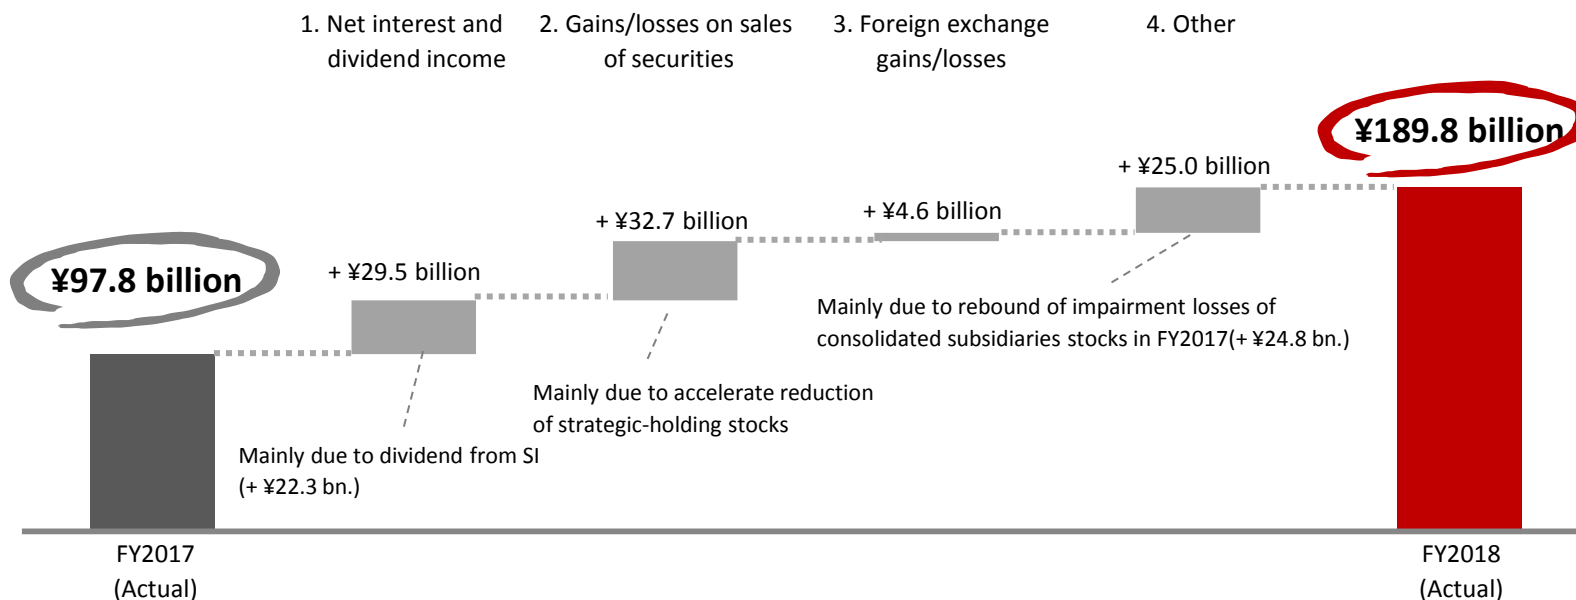 1. Net interest and
dividend income
2. Gains/losses on sales
of securities
3. Foreign exchange
gains/losses
4. Other
¥97.8 billion
+ ¥29.5 billion
+ ¥32.7 billion
+ ¥4.6 billion
+ ¥25.0 billion
¥189.8 billion
Mainly due to dividend from SI
(+ ¥22.3 bn.)
Mainly due to accelerate reduction
of strategic-holding stocks
Mainly due to rebound of impairment losses of
consolidated subsidiaries stocks in FY2017(+ ¥24.8 bn.)
FY2017
(Actual)
FY2018
(Actual)